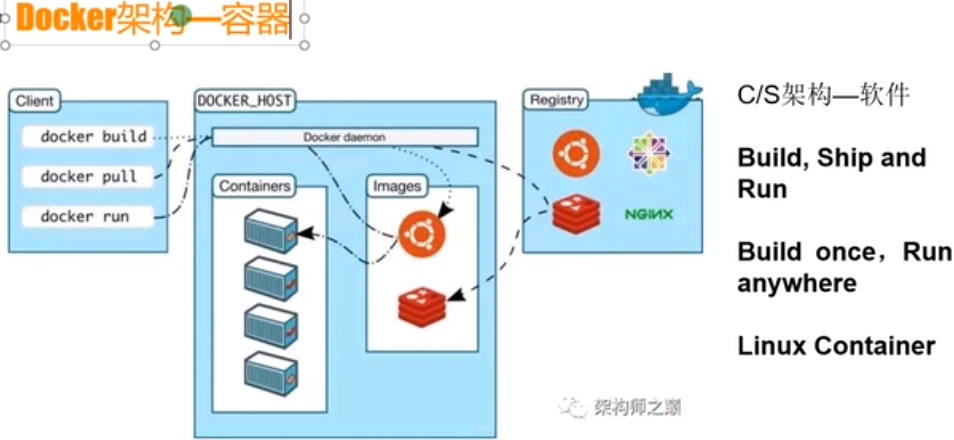 Docker架构—容器
Client
docker build
docker pull
docker run
DOCKER_HOST
Docker daemon
Containers
Images
Registry
NGINX
C/S架构—软件
Build, Ship and
Run
Build once，Run
anywhere
Linux Container
架构师之巅